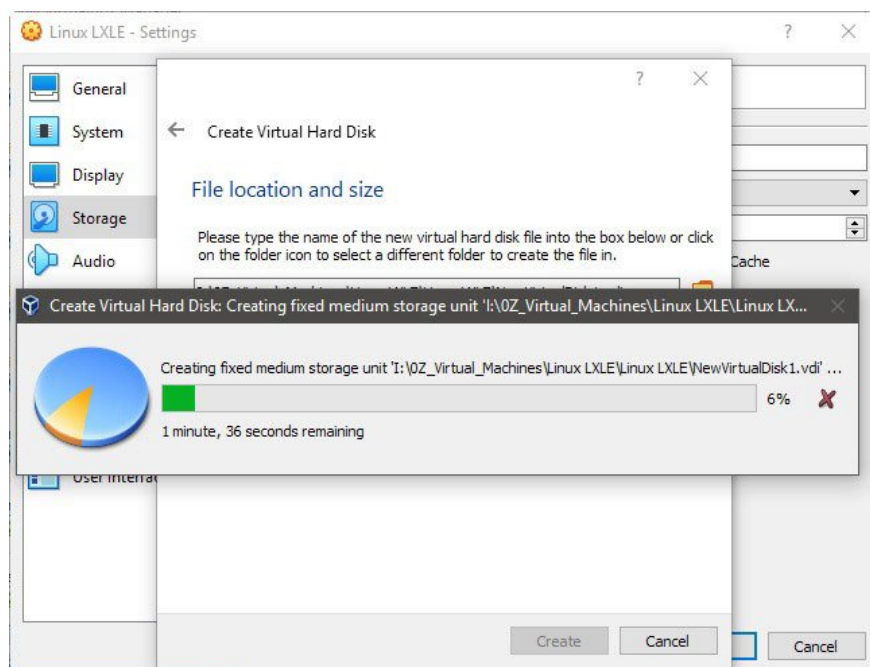 Linux LXLE - Settings
?
General
System
Display
Storage
Audio
?
Create Virtual Hard Disk
File location and size
Please type the name of the new virtual hard disk file into the box below or click
on the folder icon to select a different folder to create the file in.
Cache
Create Virtual Hard Disk: Creating fixed medium storage unit 'I:\0Z_Virtual_Machines\Linux LXLE\Linux LX...
Creating fixed medium storage unit 'I:\0Z_Virtual_Machines\Linux LXLE\Linux LXLE\NewVirtualDisk1.vdi' ...
6%
1 minute, 36 seconds remaining
User
Create
Cancel
Cancel